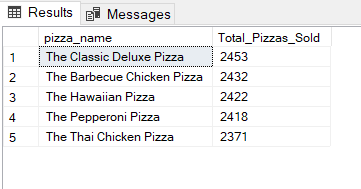 Results Messages
pizza_name Total_Pizzas_Sold
1 The Classic Deluxe Pizza 2453
2 The Barbecue Chicken Pizza 2432
3 The Hawaiian Pizza 2422
4 The Pepperoni Pizza 2418
5 The Thai Chicken Pizza 2371